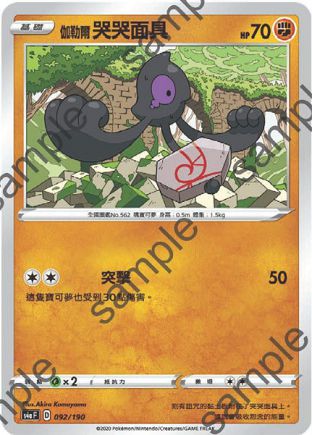 基礎 伽勒爾 哭哭面具 HP 70
全國圖鑑No.562 魂寶可夢 身高：0.5m 體重：1.5kg
突擊 50
這隻寶可夢也受到30點傷害。
×2 抵抗力 撤退
Illus. Akira Komayama
s4a F D 092/190
©2020 Pokémon/Nintendo/Creatures/GAME FREAK
sample
sample
sample
sample
sample
sample